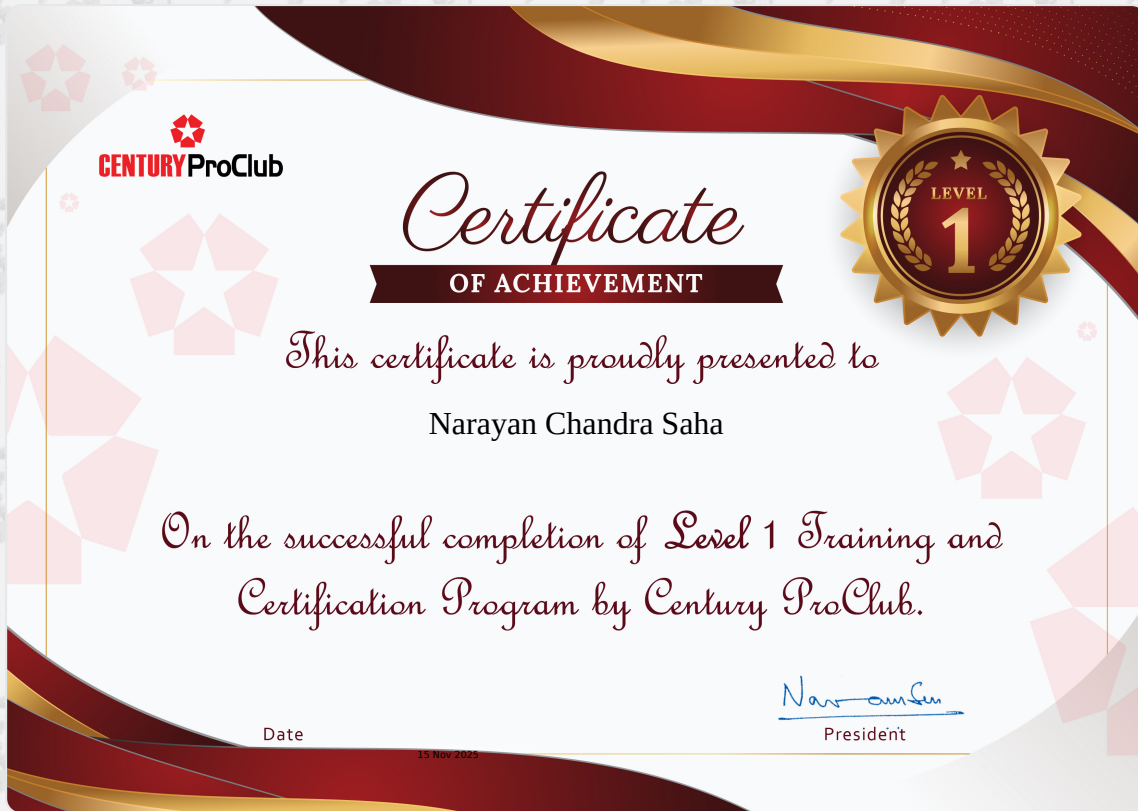 CENTURY ProClub
LEVEL
1
Certificate
OF ACHIEVEMENT
This certificate is proudly presented to
Narayan Chandra Saha
On the successful completion of Level 1 Training and
Certification Program by Century ProClub.
Date
15 Nov 2025
President